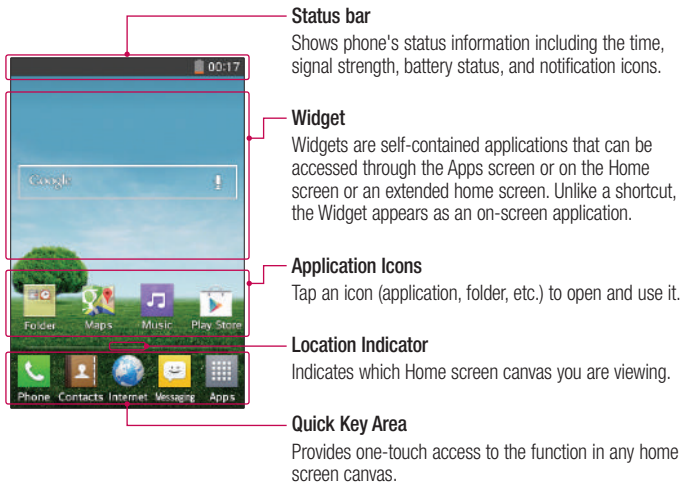 Status bar
Shows phone's status information including the time,
signal strength, battery status, and notification icons.
00:17
Widget
Widgets are self-contained applications that can be
accessed through the Apps screen or on the Home
screen or an extended home screen. Unlike a shortcut,
the Widget appears as an on-screen application.
Google
Application Icons
Tap an icon (application, folder, etc.) to open and use it.
Folder Maps Music Play Store
Location Indicator
Indicates which Home screen canvas you are viewing.
Phone Contacts Internet Messaging Apps
Quick Key Area
Provides one-touch access to the function in any home
screen canvas.